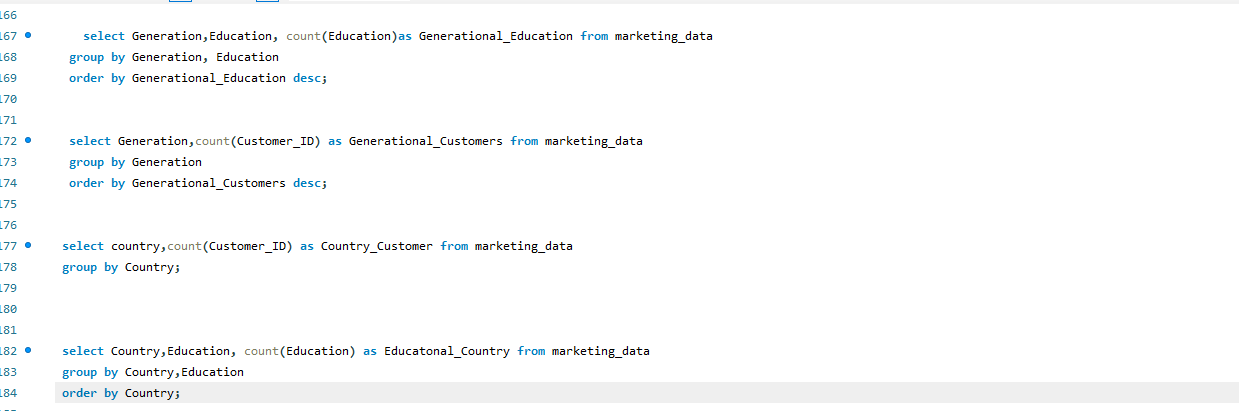 166
167 select Generation,Education, count(Education)as Generational_Education from marketing_data
168 group by Generation, Education
169 order by Generational_Education desc;
170
171
172 select Generation,count(Customer_ID) as Generational_Customers from marketing_data
173 group by Generation
174 order by Generational_Customers desc;
175
176
177 select country,count(Customer_ID) as Country_Customer from marketing_data
178 group by Country;
179
180
181
182 select Country,Education, count(Education) as Educatonal_Country from marketing_data
183 group by Country,Education
184 order by Country;